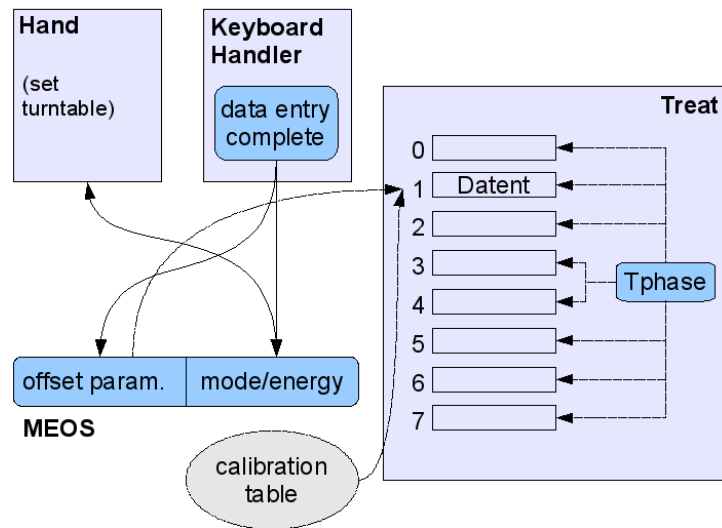 Hand
(set
turntable)
Keyboard
Handler
data entry
complete
Treat
0
1 Datent
2
3
Tphase
4
5
6
7
offset param. mode/energy
MEOS
calibration
table